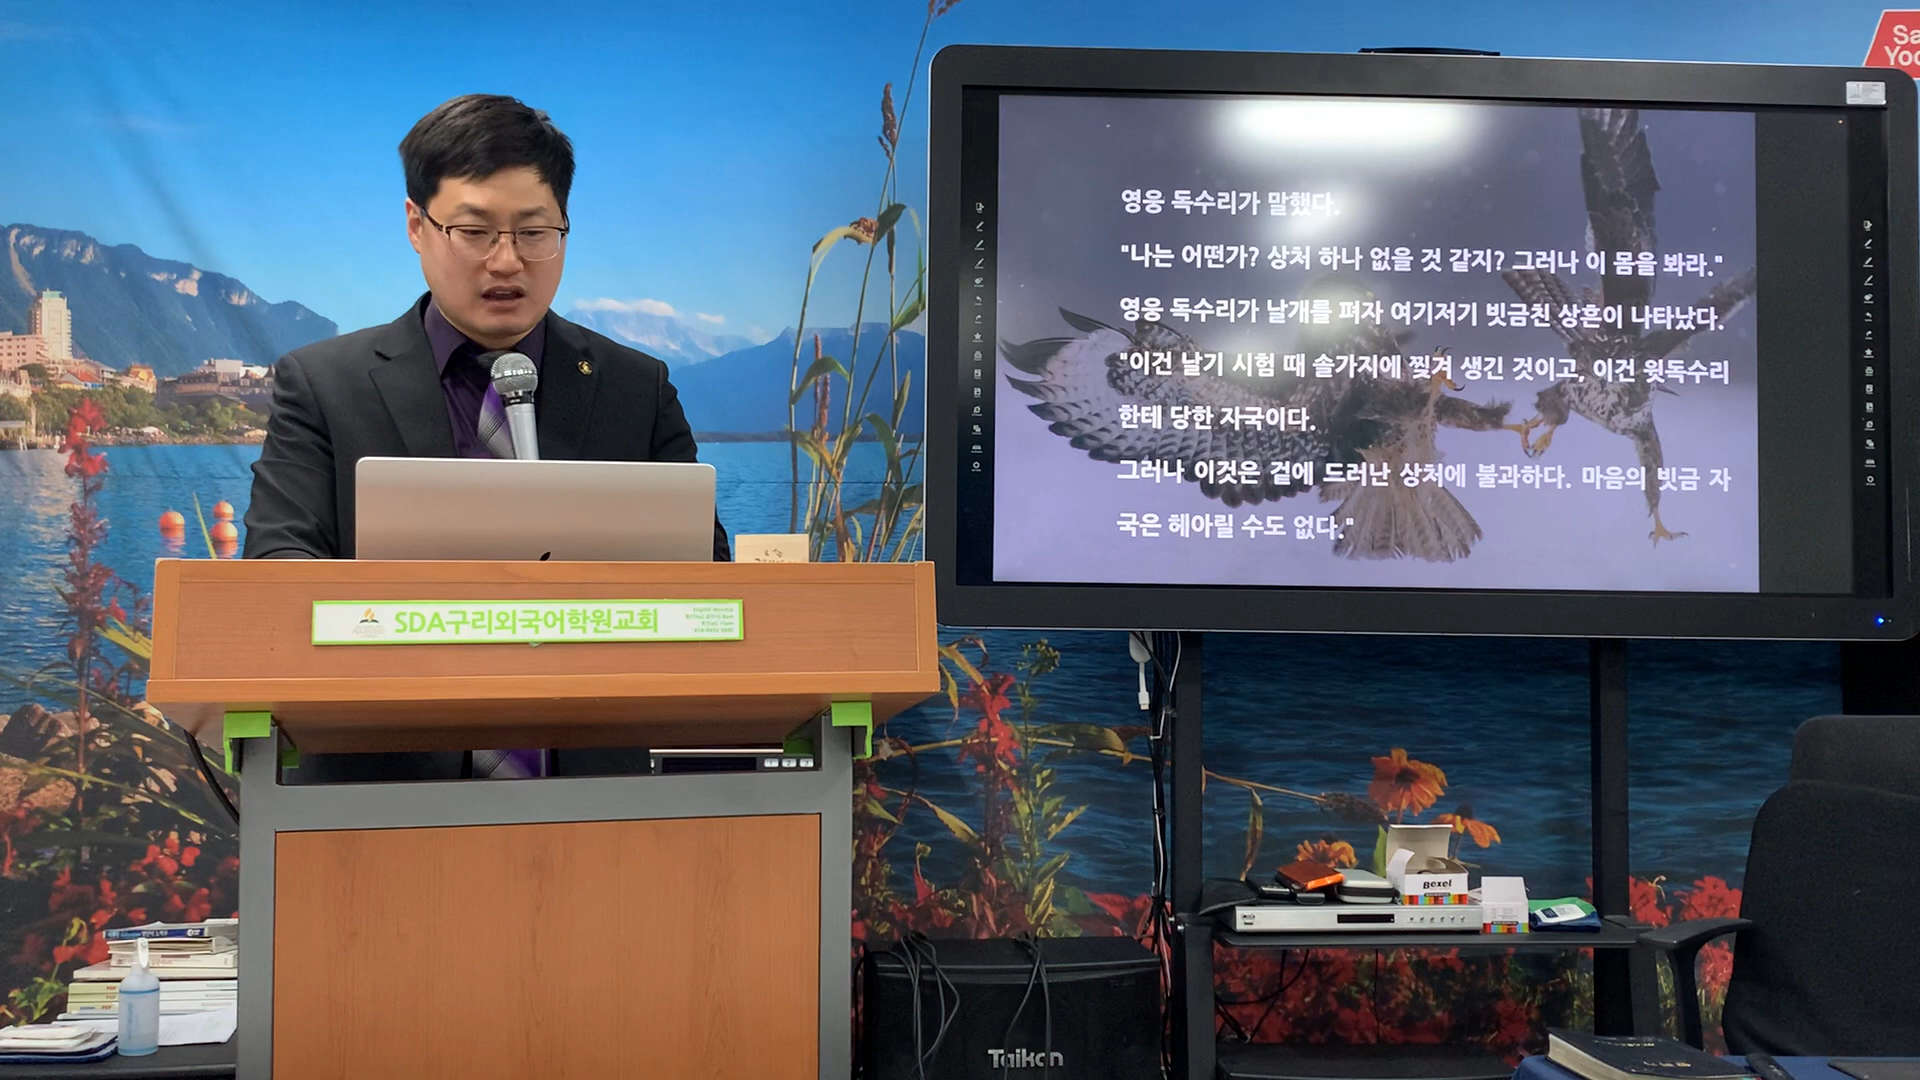 Sa
Yoo
영웅 독수리가 말했다.
"나는 어떤가? 상처 하나 없을 것 같지? 그러나 이 몸을 봐라."
영웅 독수리가 날개를 펴자 여기저기 빗금친 상흔이 나타났다.
"이건 날기 시험 때 솔가지에 찢겨 생긴 것이고, 이건 윗독수리
한테 당한 자국이다.
그러나 이것은 겉에 드러난 상처에 불과하다. 마음의 빗금 자
국은 헤아릴 수도 없다."
SDA구리외국어학원교회
English Worship
Bexel
Taikan